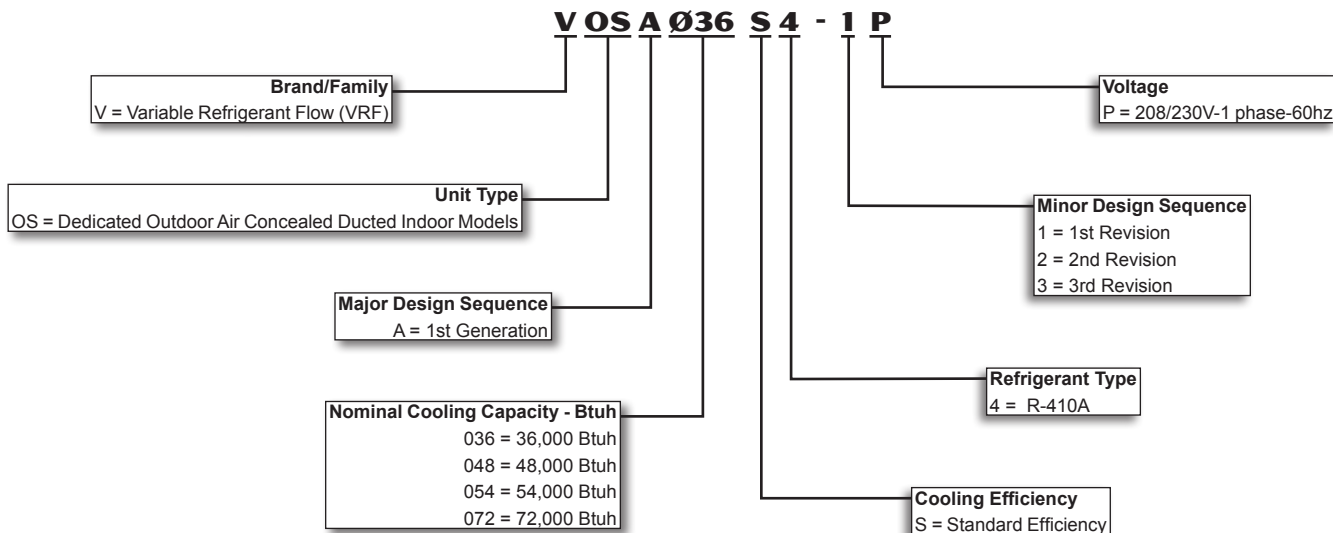 V OS A Ø36 S 4 - 1 P
Brand/Family
V = Variable Refrigerant Flow (VRF)
Unit Type
OS = Dedicated Outdoor Air Concealed Ducted Indoor Models
Major Design Sequence
A = 1st Generation
Nominal Cooling Capacity - Btuh
036 = 36,000 Btuh
048 = 48,000 Btuh
054 = 54,000 Btuh
072 = 72,000 Btuh
Voltage
P = 208/230V-1 phase-60hz
Minor Design Sequence
1 = 1st Revision
2 = 2nd Revision
3 = 3rd Revision
Refrigerant Type
4 = R-410A
Cooling Efficiency
S = Standard Efficiency